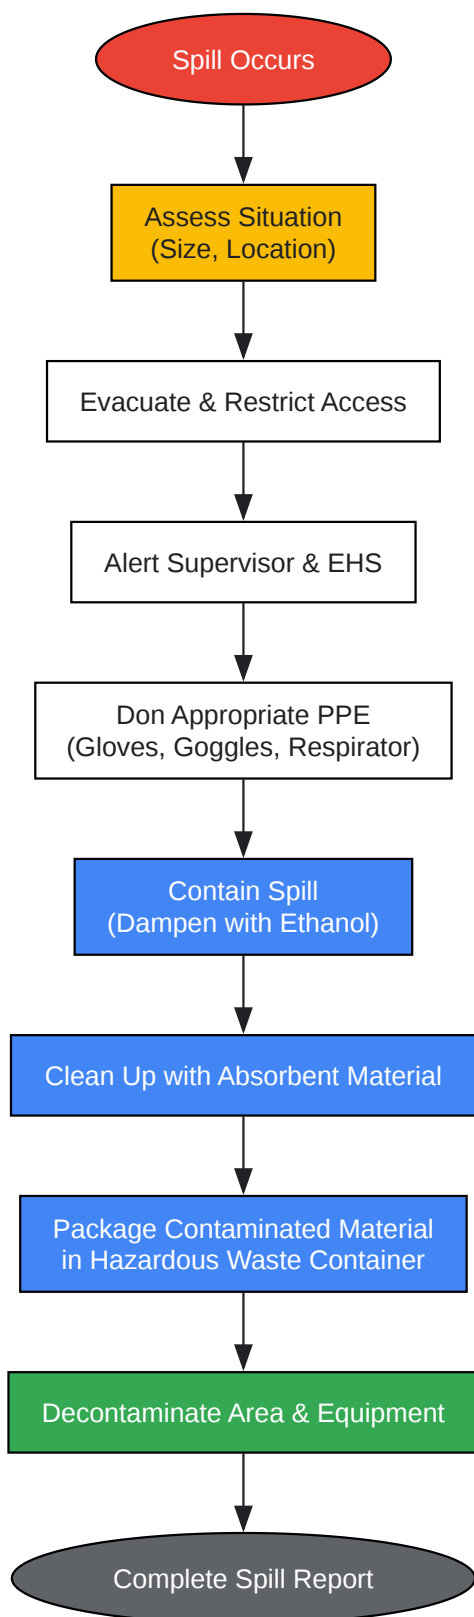 Spill Occurs
Assess Situation
(Size, Location)
Evacuate & Restrict Access
Alert Supervisor & EHS
Don Appropriate PPE
(Gloves, Goggles, Respirator)
Contain Spill
(Dampen with Ethanol)
Clean Up with Absorbent Material
Package Contaminated Material
in Hazardous Waste Container
Decontaminate Area & Equipment
Complete Spill Report